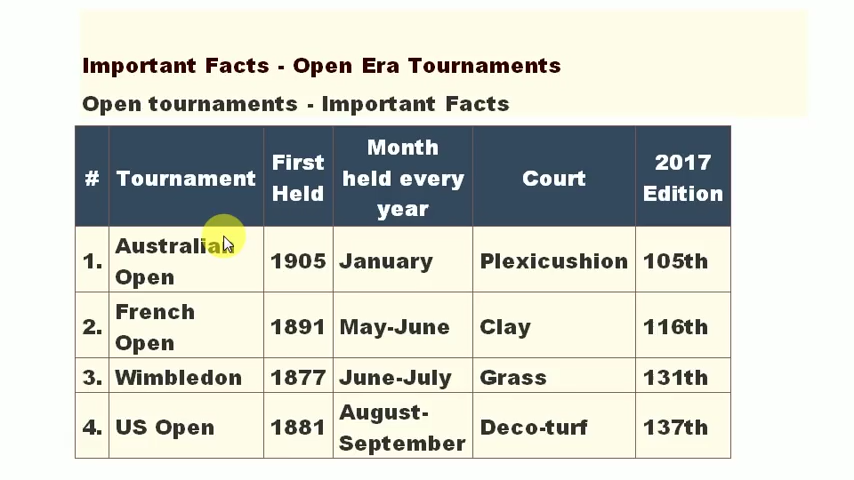 Important Facts - Open Era Tournaments
Open tournaments - Important Facts
# Tournament First Held Month held every year Court 2017 Edition
1. Australian Open 1905 January Plexicushion 105th
2. French Open 1891 May-June Clay 116th
3. Wimbledon 1877 June-July Grass 131th
4. US Open 1881 August-September Deco-turf 137th